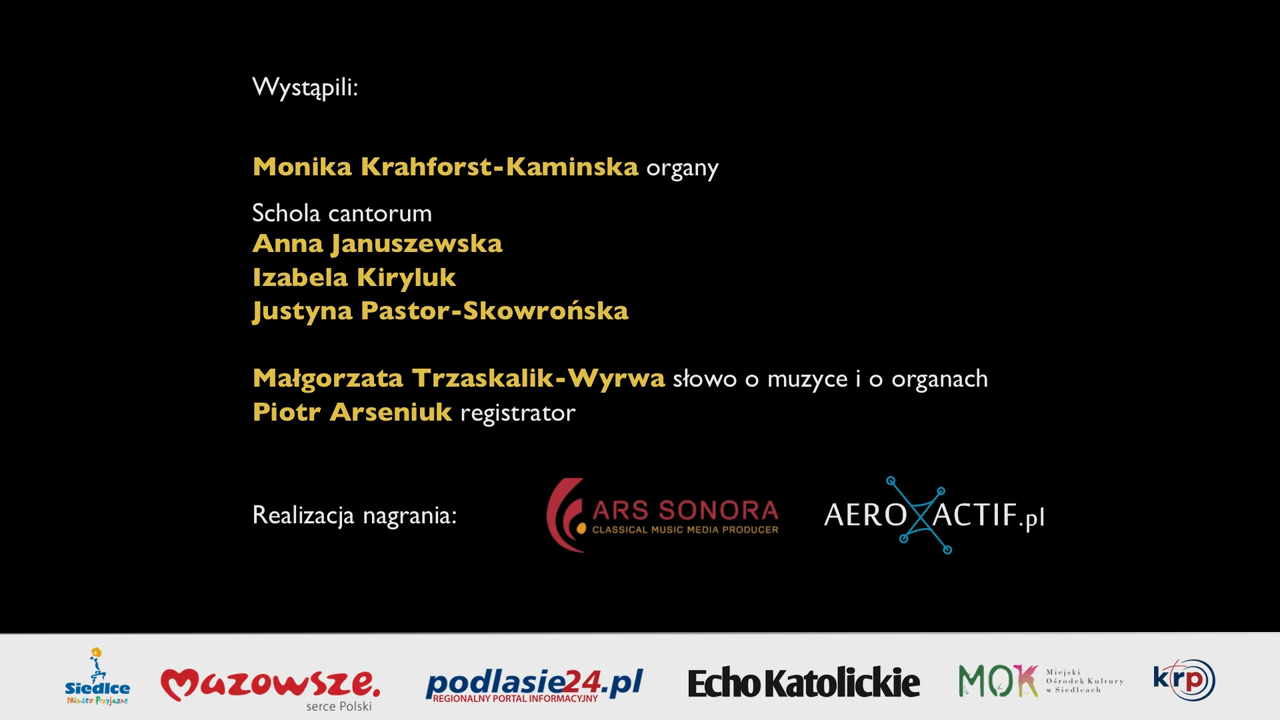 Wystąpili:
Monika Krahforst-Kaminska organy
Schola cantorum
Anna Januszewska
Izabela Kiryluk
Justyna Pastor-Skowrońska
Małgorzata Trzaskalik-Wyrwa słowo o muzyce i o organach
Piotr Arseniuk registrator
Realizacja nagrania:
ARS SONORA
CLASSICAL MUSIC MEDIA PRODUCER
AEROACTIF.pl
Siedlce
Miasto Przyjazne
mazowsze.
serce Polski
podlasie24.pl
REGIONALNY PORTAL INFORMACYJNY
Echo Katolickie
MOK
Miejski
Ośrodek Kultury
w Siedlcach
krp